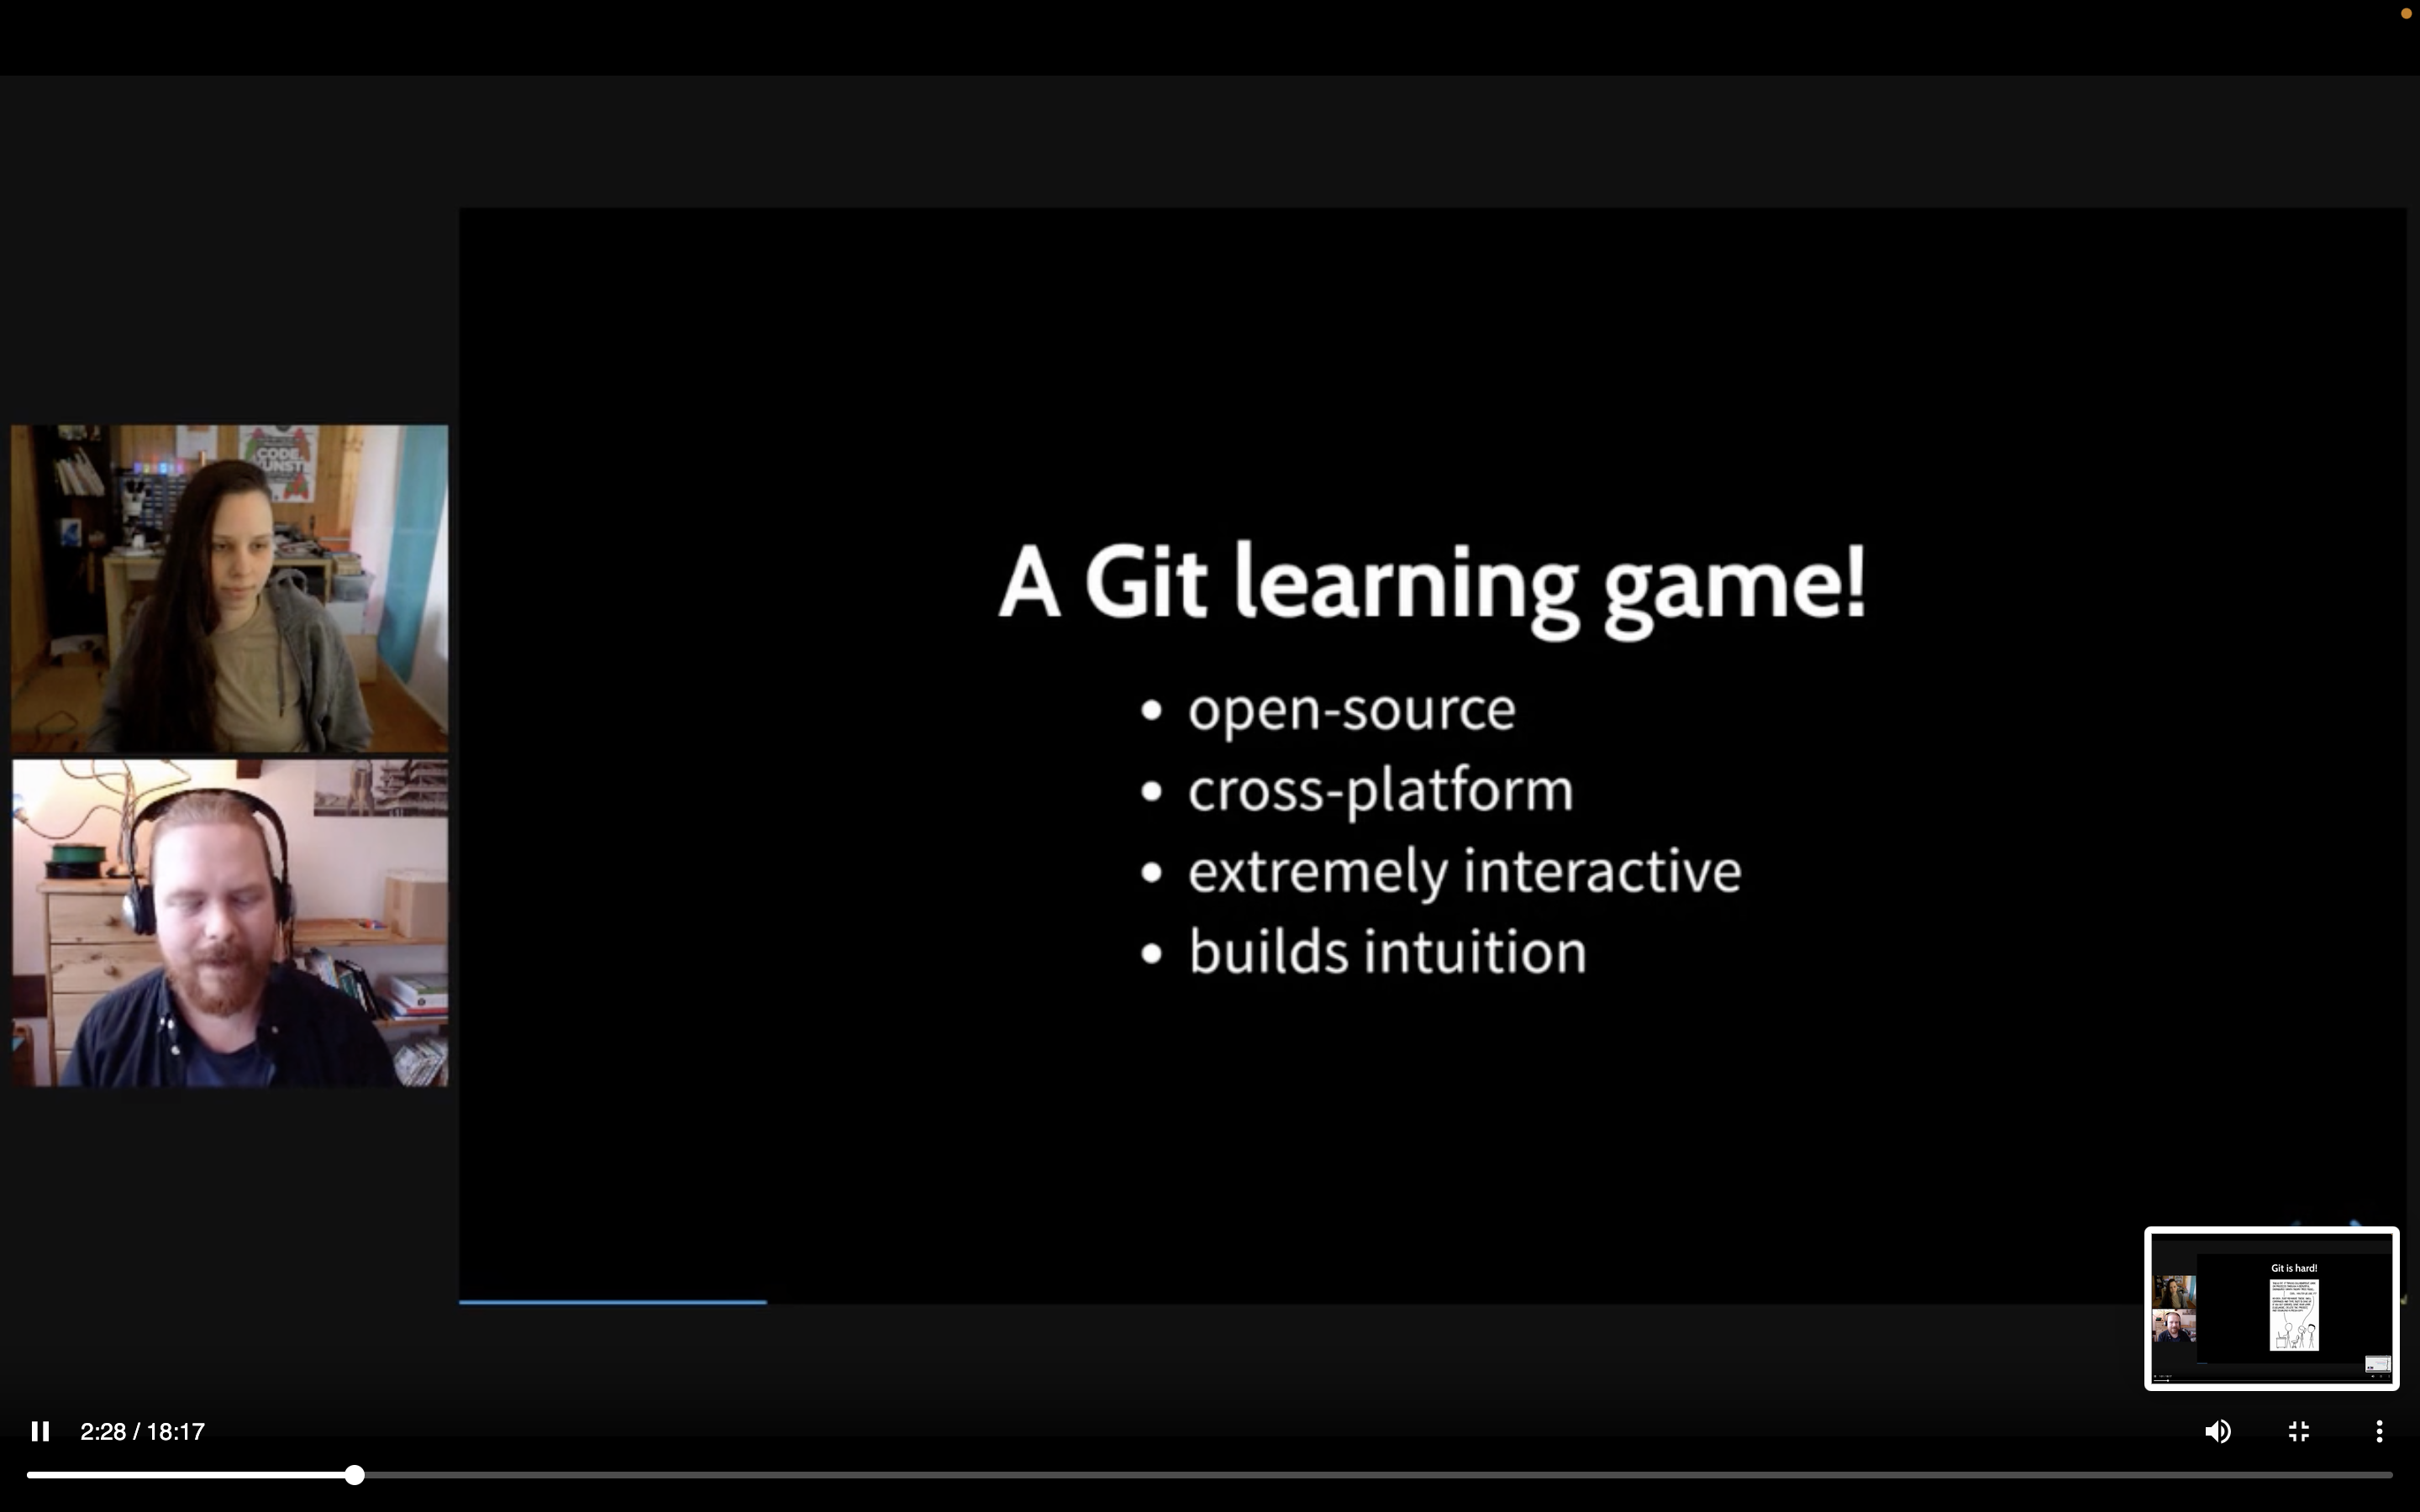 CODE
A Git learning game!
• open-source
• cross-platform
• extremely interactive
• builds intuition
Git is hard!
2:28 / 18:17